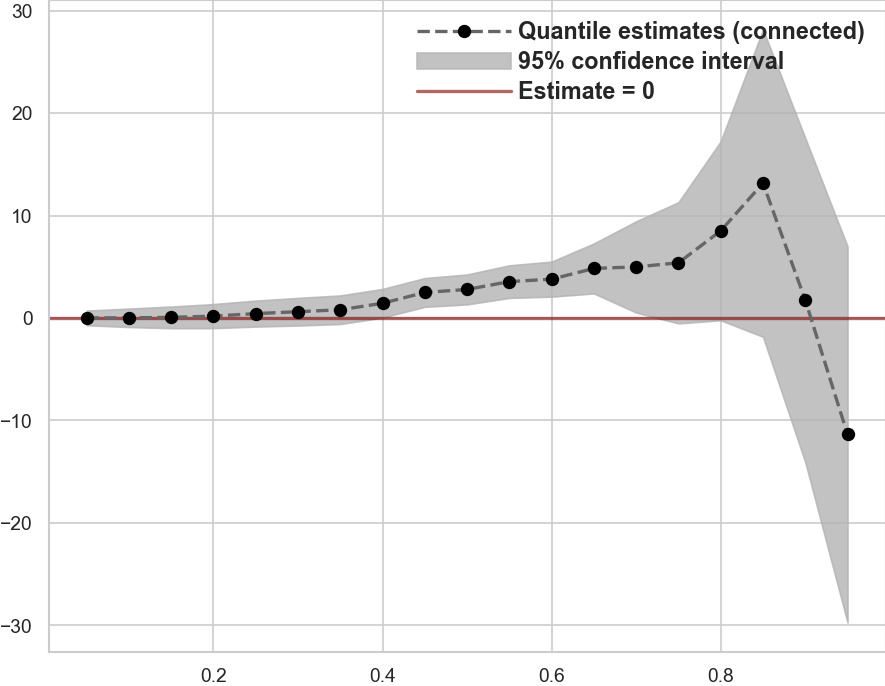 30
Quantile estimates (connected)
95% confidence interval
Estimate = 0
20
10
0
−10
−20
−30
0.2 0.4 0.6 0.8